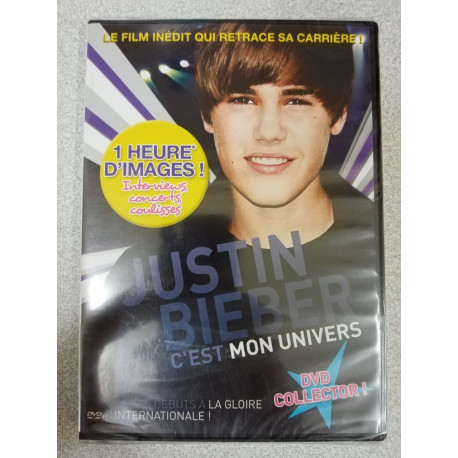 LE FILM INÉDIT QUI RETRACE SA CARRIÈRE !
1 HEURE*
D'IMAGES !
Interviews,
concerts,
coulisses
JUSTIN
BIEBER
C'EST MON UNIVERS
DVD
COLLECTOR !
DÉBUTS À LA GLOIRE
INTERNATIONALE !
DVD